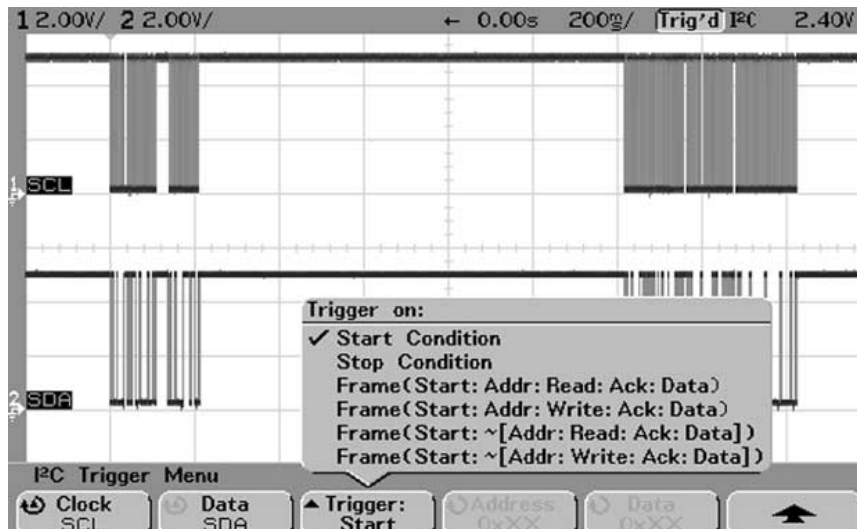 1 2.00V/ 2 2.00V/ ← 0.00s 200ms/ Trig'd I²C 2.40V
1 SCL
Trigger on:
✓ Start Condition
Stop Condition
Frame(Start: Addr: Read: Ack: Data)
2 SDA
Frame(Start: Addr: Write: Ack: Data)
Frame(Start: ~[Addr: Read: Ack: Data])
Frame(Start: ~[Addr: Write: Ack: Data])
I²C Trigger Menu
Clock
SCL
Data
SDA
Trigger:
Start
Address
0xXX
Data
0xXX